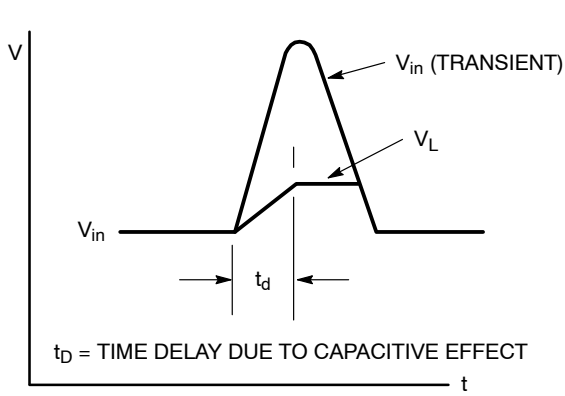 V
Vin (TRANSIENT)
VL
Vin
td
tD = TIME DELAY DUE TO CAPACITIVE EFFECT
t